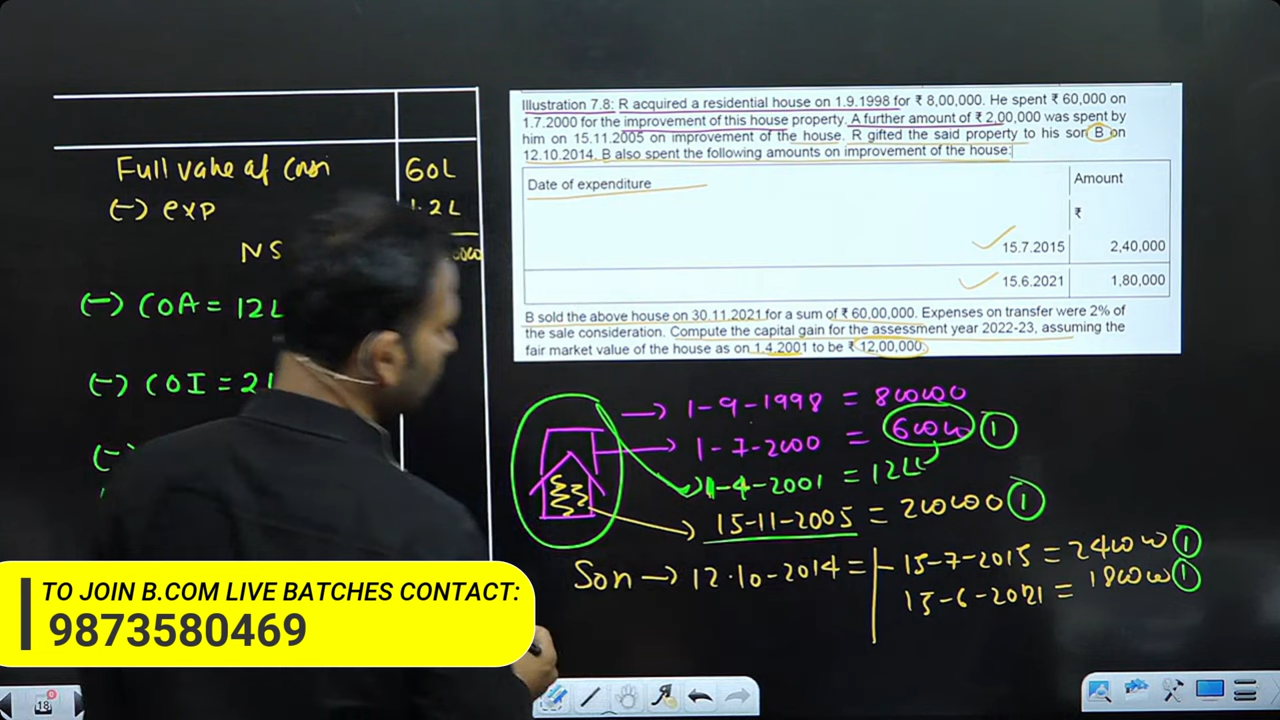 Full value of Consi 60L
(-) exp 1.2L
NS
(-) COA = 12L
(-) COI = 2L
(-)
Illustration 7.8: R acquired a residential house on 1.9.1998 for ₹ 8,00,000. He spent ₹ 60,000 on
1.7.2000 for the improvement of this house property. A further amount of ₹ 2,00,000 was spent by
him on 15.11.2005 on improvement of the house. R gifted the said property to his son B on
12.10.2014. B also spent the following amounts on improvement of the house:
Date of expenditure Amount
₹
15.7.2015 2,40,000
15.6.2021 1,80,000
B sold the above house on 30.11.2021 for a sum of ₹ 60,00,000. Expenses on transfer were 2% of
the sale consideration. Compute the capital gain for the assessment year 2022-23, assuming the
fair market value of the house as on 1.4.2001 to be ₹ 12,00,000.
→ 1-9-1998 = 800000
→ 1-7-2000 = 60000 1
→ 1-4-2001 = 12L
→ 15-11-2005 = 200000 1
Son → 12.10-2014 = 15-7-2015 = 240000 1
15-6-2021 = 180000 1
TO JOIN B.COM LIVE BATCHES CONTACT:
9873580469
18